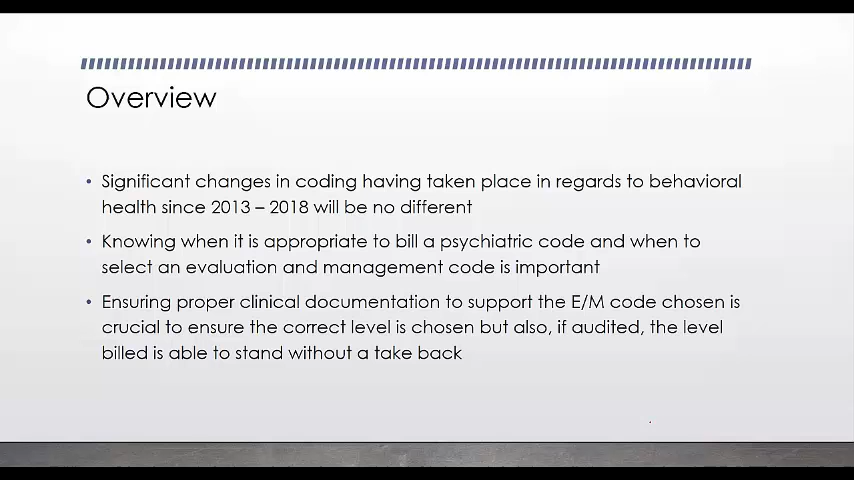 Overview
• Significant changes in coding having taken place in regards to behavioral
health since 2013 – 2018 will be no different
• Knowing when it is appropriate to bill a psychiatric code and when to
select an evaluation and management code is important
• Ensuring proper clinical documentation to support the E/M code chosen is
crucial to ensure the correct level is chosen but also, if audited, the level
billed is able to stand without a take back